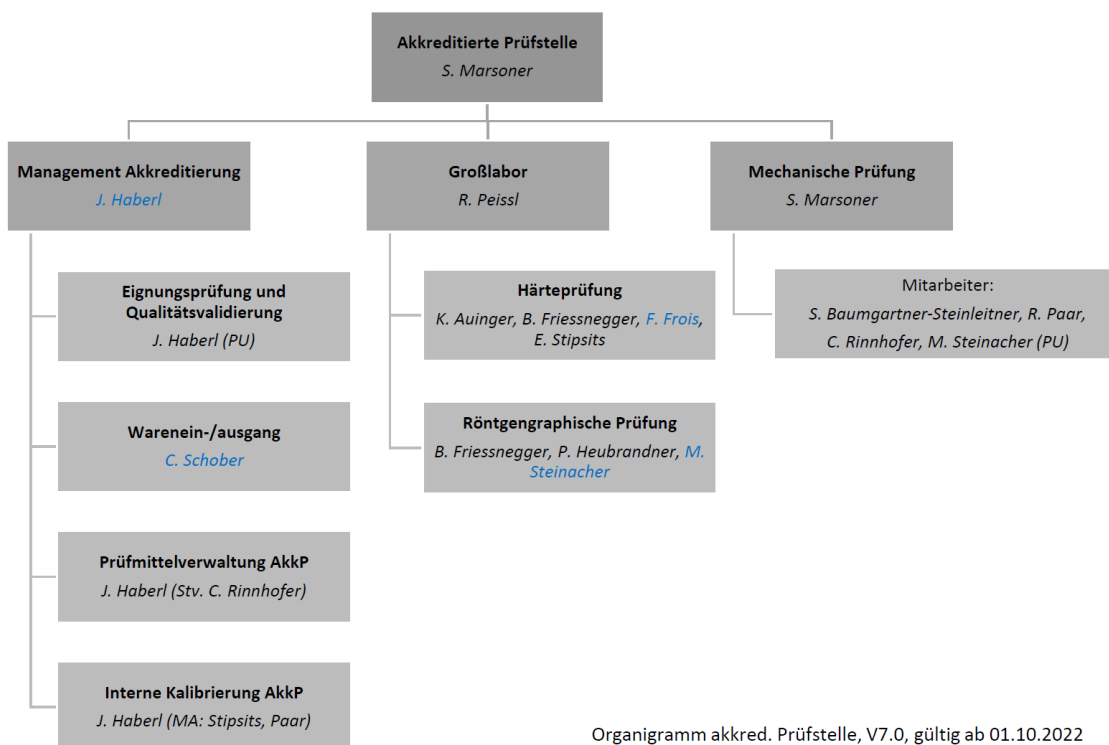 Akkreditierte Prüfstelle
S. Marsoner
Management Akkreditierung
J. Haberl
Großlabor
R. Peissl
Mechanische Prüfung
S. Marsoner
Eignungsprüfung und
Qualitätsvalidierung
J. Haberl (PU)
Warenein-/ausgang
C. Schober
Prüfmittelverwaltung AkkP
J. Haberl (Stv. C. Rinnhofer)
Interne Kalibrierung AkkP
J. Haberl (MA: Stipsits, Paar)
Härteprüfung
K. Auinger, B. Friessnegger, F. Frois,
E. Stipsits
Röntgengraphische Prüfung
B. Friessnegger, P. Heubrandner, M.
Steinacher
Mitarbeiter:
S. Baumgartner-Steinleitner, R. Paar,
C. Rinnhofer, M. Steinacher (PU)
Organigramm akkred. Prüfstelle, V7.0, gültig ab 01.10.2022